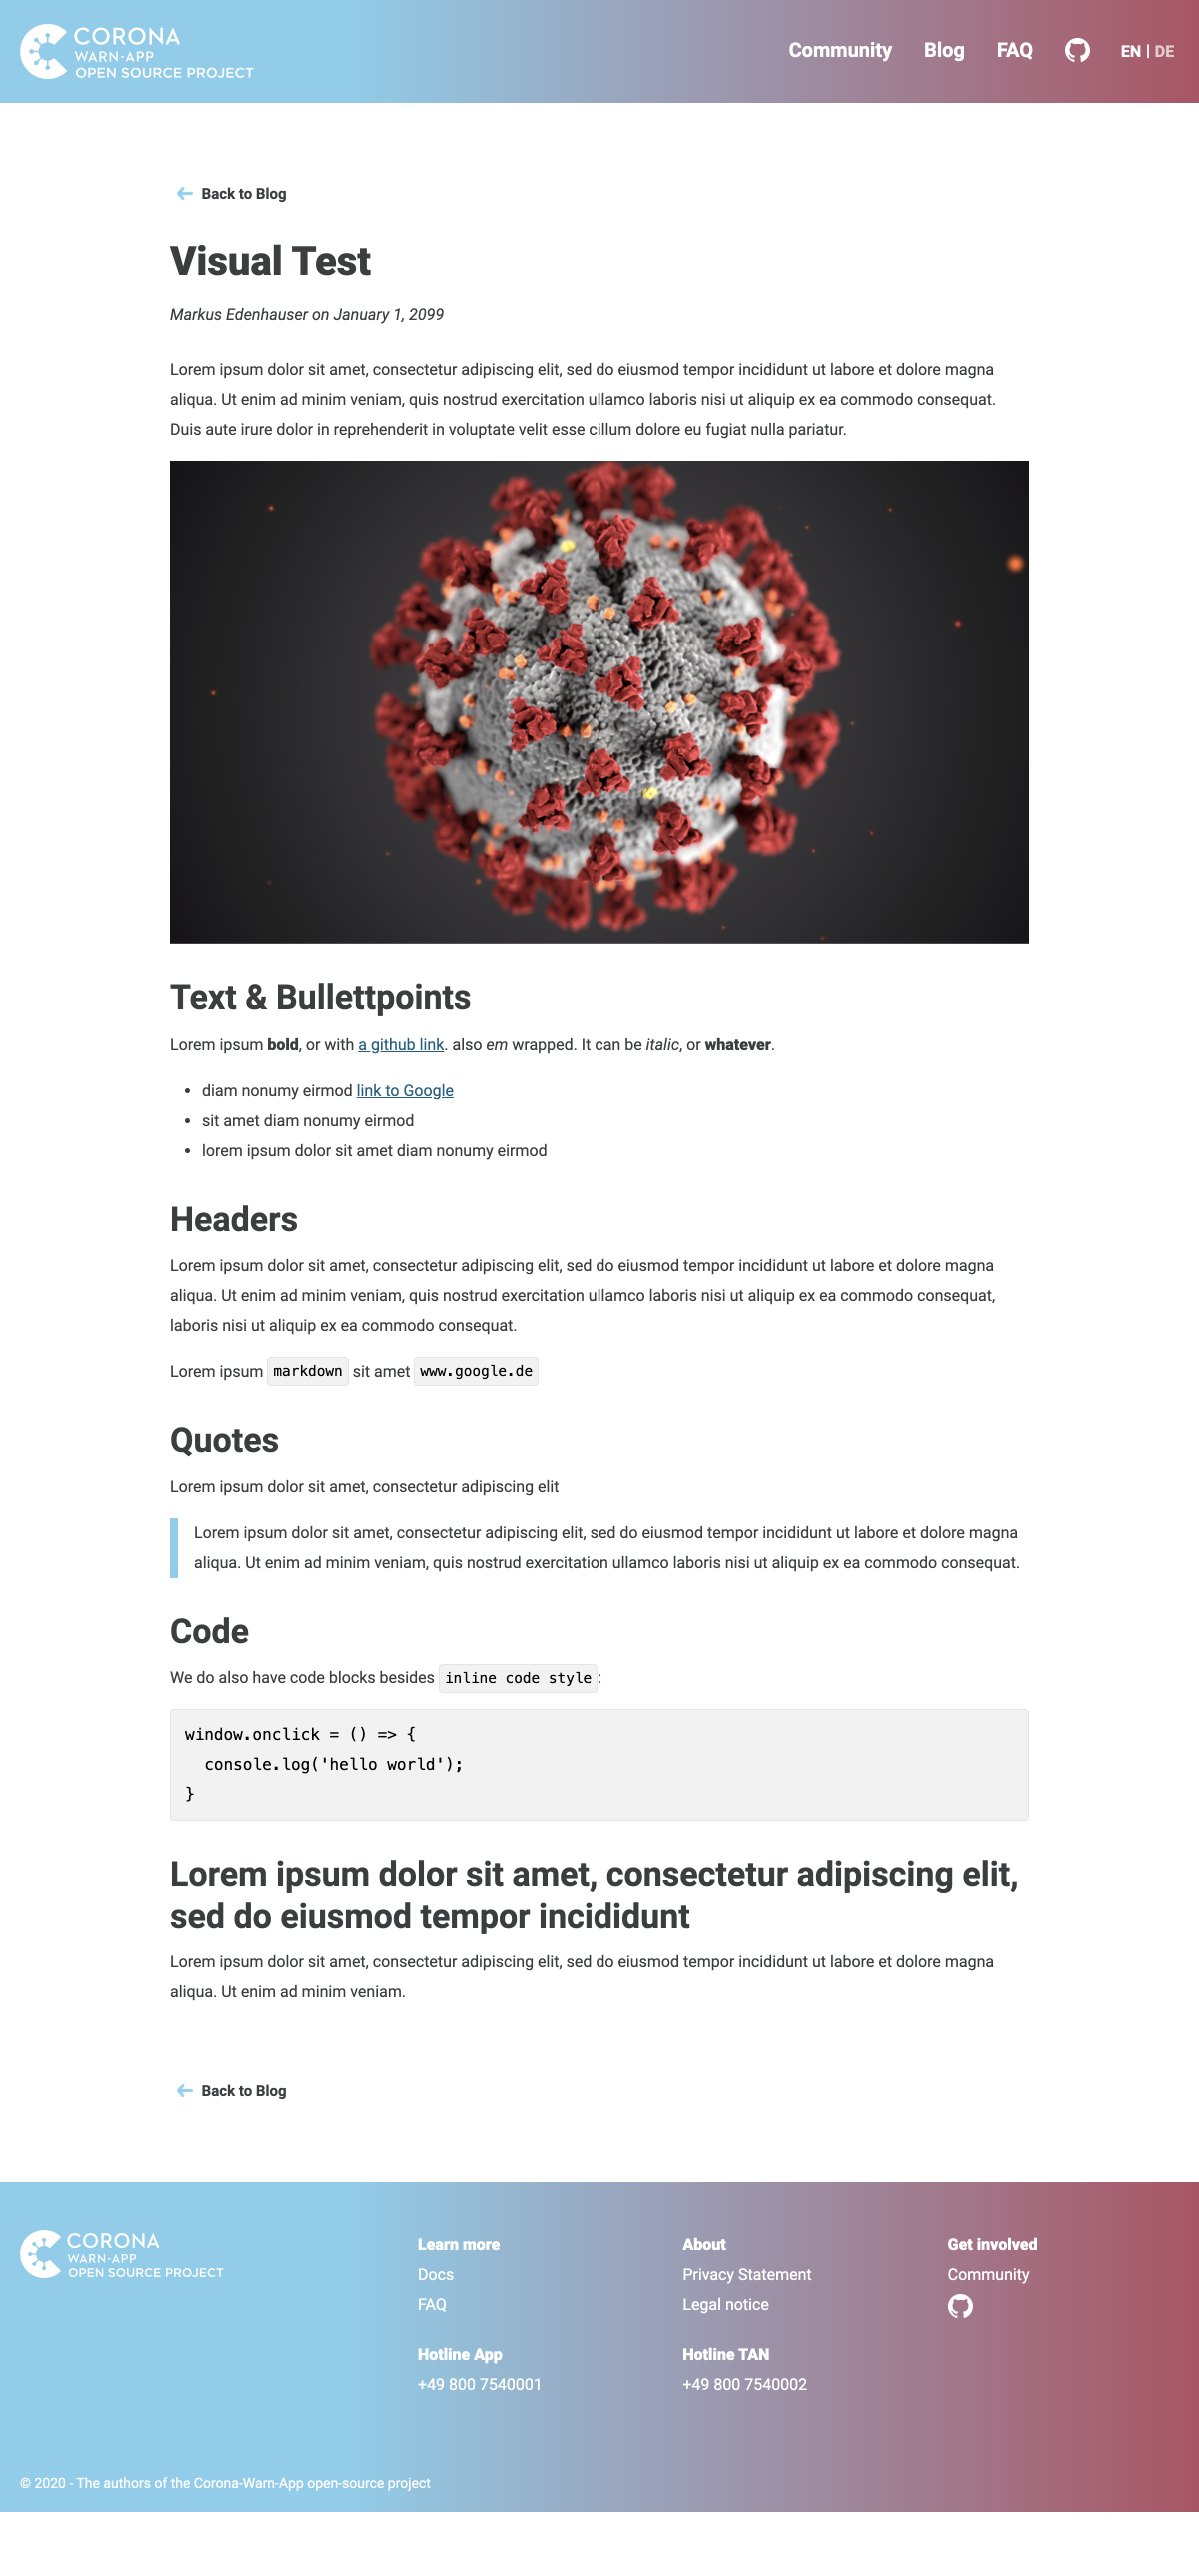 CORONA
WARN-APP
OPEN SOURCE PROJECT
Community Blog FAQ EN | DE
Back to Blog
Visual Test
Markus Edenhauser on January 1, 2099
Lorem ipsum dolor sit amet, consectetur adipiscing elit, sed do eiusmod tempor incididunt ut labore et dolore magna
aliqua. Ut enim ad minim veniam, quis nostrud exercitation ullamco laboris nisi ut aliquip ex ea commodo consequat.
Duis aute irure dolor in reprehenderit in voluptate velit esse cillum dolore eu fugiat nulla pariatur.
Text & Bullettpoints
Lorem ipsum bold, or with a github link. also em wrapped. It can be italic, or whatever.
• diam nonumy eirmod link to Google
• sit amet diam nonumy eirmod
• lorem ipsum dolor sit amet diam nonumy eirmod
Headers
Lorem ipsum dolor sit amet, consectetur adipiscing elit, sed do eiusmod tempor incididunt ut labore et dolore magna
aliqua. Ut enim ad minim veniam, quis nostrud exercitation ullamco laboris nisi ut aliquip ex ea commodo consequat,
laboris nisi ut aliquip ex ea commodo consequat.
Lorem ipsum markdown sit amet www.google.de
Quotes
Lorem ipsum dolor sit amet, consectetur adipiscing elit
Lorem ipsum dolor sit amet, consectetur adipiscing elit, sed do eiusmod tempor incididunt ut labore et dolore magna
aliqua. Ut enim ad minim veniam, quis nostrud exercitation ullamco laboris nisi ut aliquip ex ea commodo consequat.
Code
We do also have code blocks besides inline code style:
window.onclick = () => {
  console.log('hello world');
}
Lorem ipsum dolor sit amet, consectetur adipiscing elit,
sed do eiusmod tempor incididunt
Lorem ipsum dolor sit amet, consectetur adipiscing elit, sed do eiusmod tempor incididunt ut labore et dolore magna
aliqua. Ut enim ad minim veniam.
Back to Blog
CORONA
WARN-APP
OPEN SOURCE PROJECT
Learn more
Docs
FAQ
Hotline App
+49 800 7540001
About
Privacy Statement
Legal notice
Hotline TAN
+49 800 7540002
Get involved
Community
© 2020 - The authors of the Corona-Warn-App open-source project